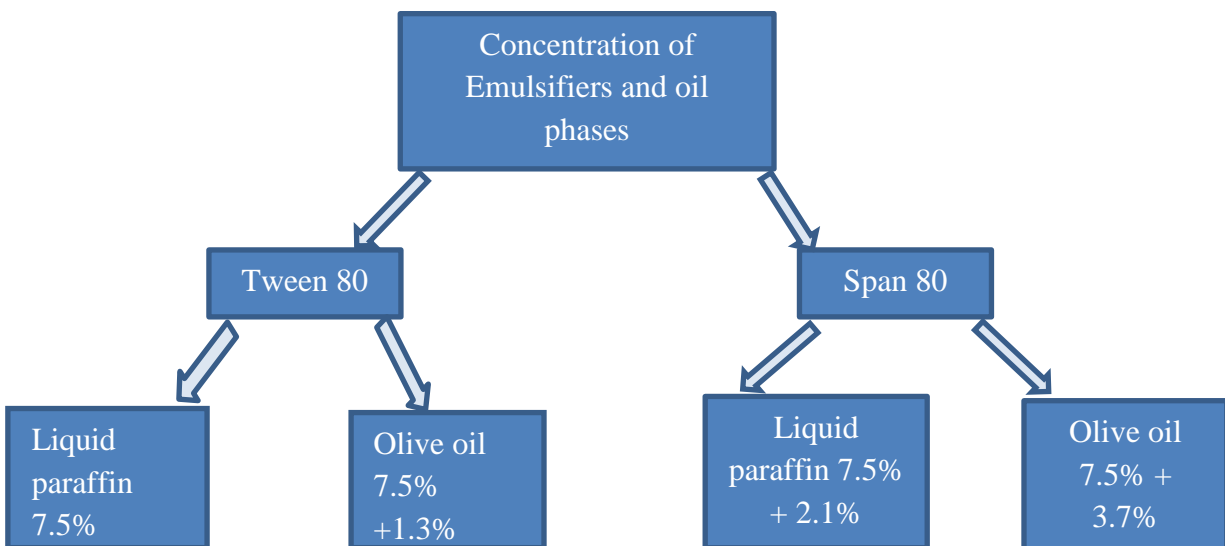 Concentration of
Emulsifiers and oil
phases
Tween 80
Span 80
Liquid
paraffin
7.5%
Olive oil
7.5%
+1.3%
Liquid
paraffin 7.5%
+ 2.1%
Olive oil
7.5% +
3.7%